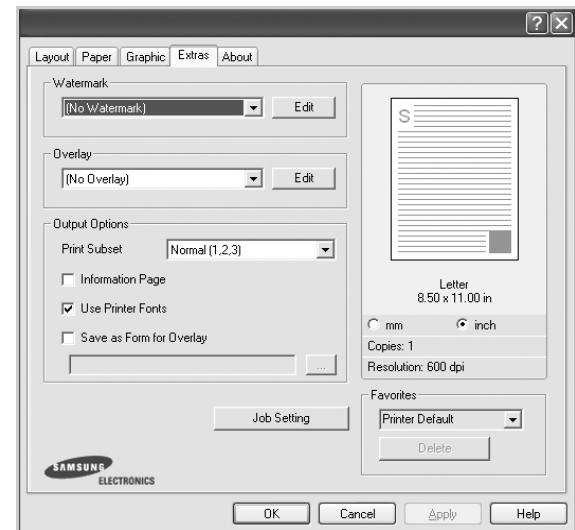 ? X
Layout Paper Graphic Extras About
Watermark
(No Watermark)
Edit
Overlay
(No Overlay)
Edit
Output Options
Print Subset Normal (1,2,3)
Information Page
Use Printer Fonts
Save as Form for Overlay
...
Job Setting
SAMSUNG
ELECTRONICS
S
Letter
8.50 x 11.00 in
mm inch
Copies: 1
Resolution: 600 dpi
Favorites
Printer Default
Delete
OK Cancel Apply Help